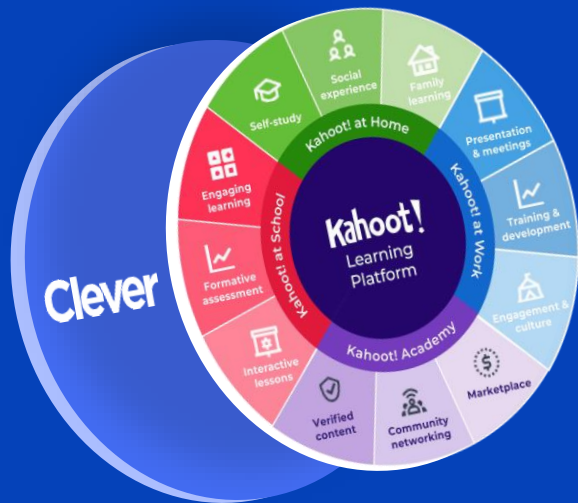 Clever
Kahoot!
Learning
Platform
Kahoot! at Home
Kahoot! at Work
Kahoot! Academy
Kahoot! at School
Self-study
Social
experience
Family
learning
Presentation
& meetings
Training &
development
Engagement &
culture
Marketplace
Community
networking
Verified
content
Interactive
lessons
Formative
assessment
Engaging
learning